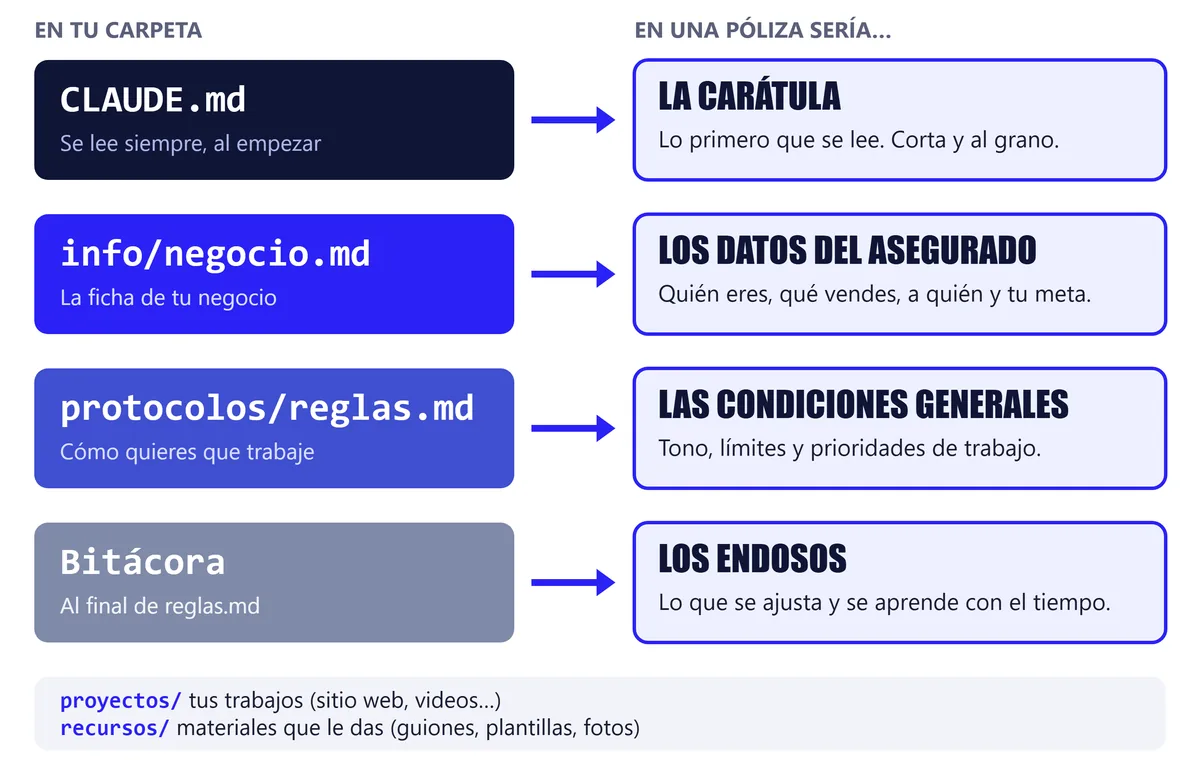 EN TU CARPETA
EN UNA PÓLIZA SERÍA...
CLAUDE.md
Se lee siempre, al empezar
LA CARÁTULA
Lo primero que se lee. Corta y al grano.
info/negocio.md
La ficha de tu negocio
LOS DATOS DEL ASEGURADO
Quién eres, qué vendes, a quién y tu meta.
protocolos/reglas.md
Cómo quieres que trabaje
LAS CONDICIONES GENERALES
Tono, límites y prioridades de trabajo.
Bitácora
Al final de reglas.md
LOS ENDOSOS
Lo que se ajusta y se aprende con el tiempo.
proyectos/ tus trabajos (sitio web, videos...)
recursos/ materiales que le das (guiones, plantillas, fotos)